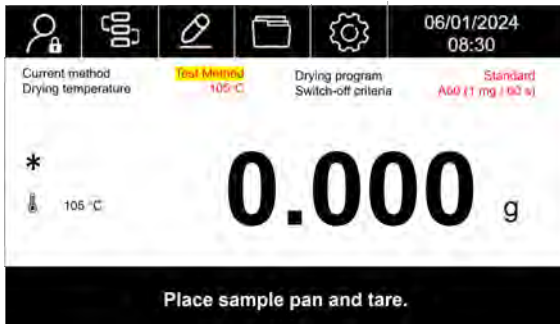 06/01/2024
08:30
Current method Test Method Drying program Standard
Drying temperature 105 °C Switch-off criteria A60 (1 mg / 60 s)
*
0.000 g
105 °C
Place sample pan and tare.